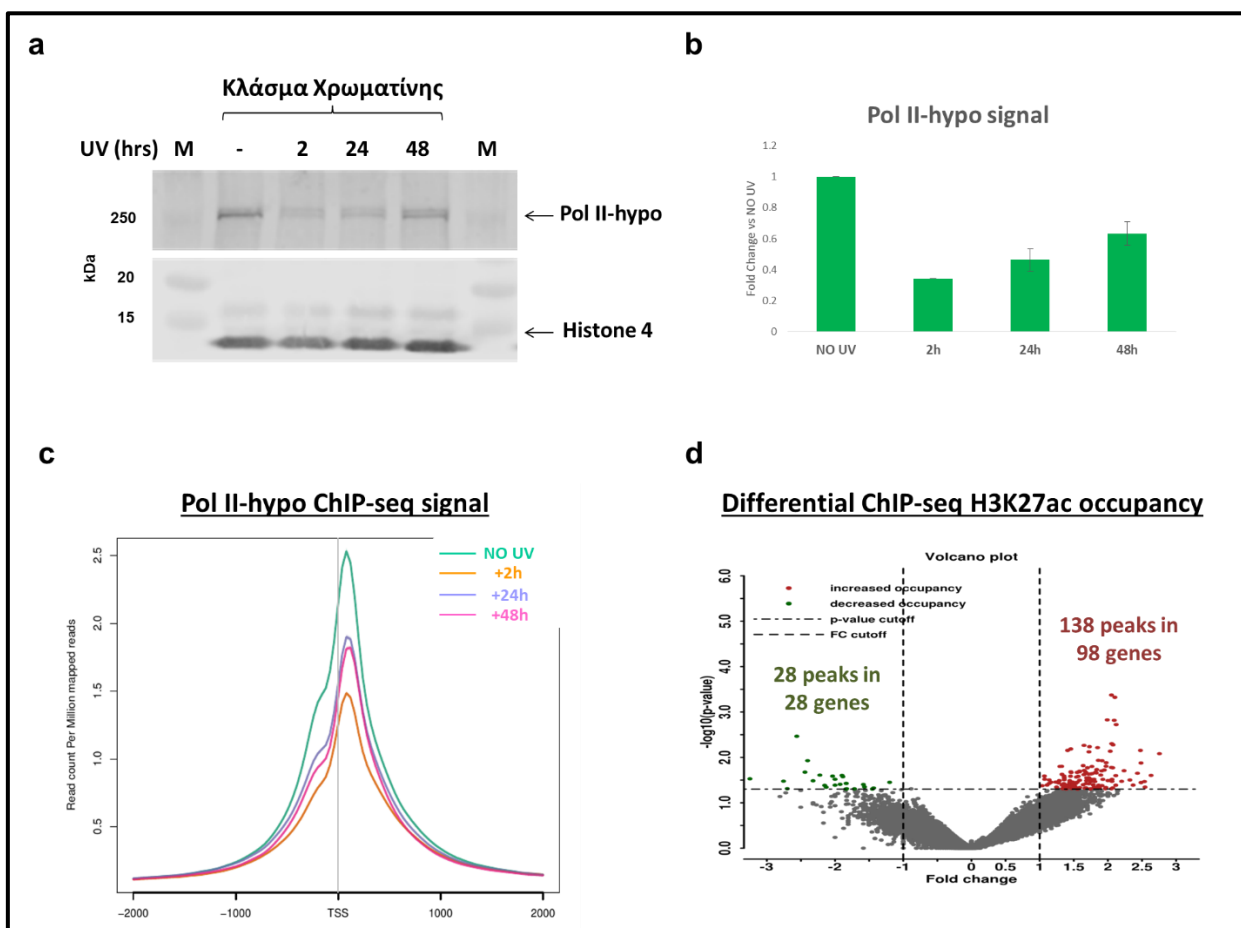 a
Κλάσμα Χρωματίνης
UV (hrs) M - 2 24 48 M
250
Pol II-hypo
kDa
20
15
Histone 4
b
Pol II-hypo signal
Fold Change vs NO UV
1.2
1
0.8
0.6
0.4
0.2
0
NO UV 2h 24h 48h
c
Pol II-hypo ChIP-seq signal
Read count Per Million mapped reads
2.5
2.0
1.5
1.0
0.5
NO UV
+2h
+24h
+48h
−2000 −1000 TSS 1000 2000
d
Differential ChIP-seq H3K27ac occupancy
Volcano plot
-log10(p-value)
6.0
5.0
4.0
3.0
2.0
1.0
0.0
increased occupancy
decreased occupancy
p-value cutoff
FC cutoff
138 peaks in
98 genes
28 peaks in
28 genes
-3 -2 -1 0 1 1.5 2 2.5 3
Fold change